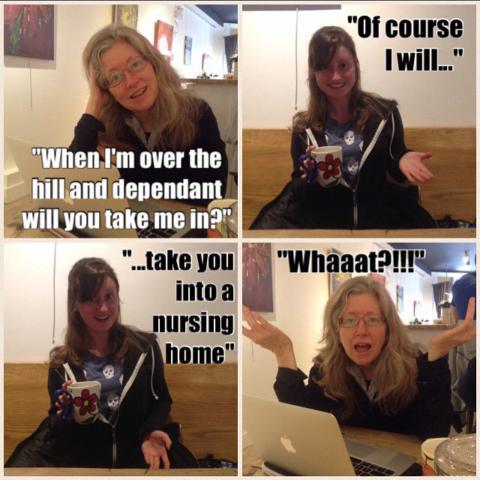 "When I'm over the
hill and dependant
will you take me in?"
"Of course
I will..."
"...take you
into a
nursing
home"
"Whaaat?!!!"